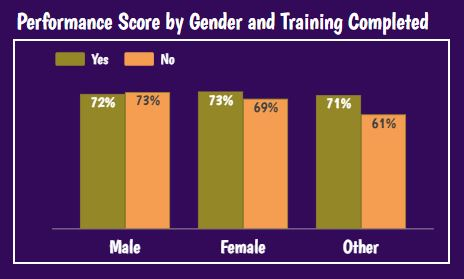 Performance Score by Gender and Training Completed
Yes No
72% 73% 73% 69% 71% 61%
Male Female Other